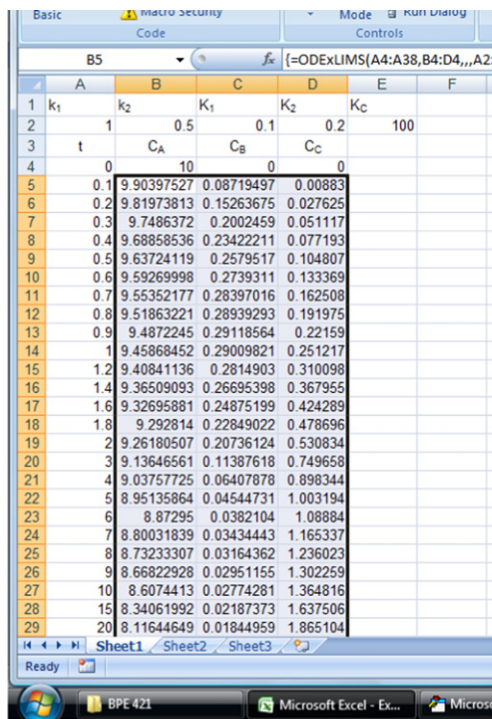 Basic Macro Security Mode Run Dialog
Code Controls
B5 fx {=ODExLIMS(A4:A38,B4:D4,,,A2:
A B C D E F
1 k₁ k₂ K₁ K₂ K_C
2 1 0.5 0.1 0.2 100
3 t C_A C_B C_C
4 0 10 0 0
5 0.1 9.90397527 0.08719497 0.00883
6 0.2 9.81973813 0.15263675 0.027625
7 0.3 9.7486372 0.2002459 0.051117
8 0.4 9.68858536 0.23422211 0.077193
9 0.5 9.63724119 0.2579517 0.104807
10 0.6 9.59269998 0.2739311 0.133369
11 0.7 9.55352177 0.28397016 0.162508
12 0.8 9.51863221 0.28939293 0.191975
13 0.9 9.4872245 0.29118564 0.22159
14 1 9.45868452 0.29009821 0.251217
15 1.2 9.40841136 0.2814903 0.310098
16 1.4 9.36509093 0.26695398 0.367955
17 1.6 9.32695881 0.24875199 0.424289
18 1.8 9.292814 0.22849022 0.478696
19 2 9.26180507 0.20736124 0.530834
20 3 9.13646561 0.11387618 0.749658
21 4 9.03757725 0.06407878 0.898344
22 5 8.95135864 0.04544731 1.003194
23 6 8.87295 0.0382104 1.08884
24 7 8.80031839 0.03434443 1.165337
25 8 8.73233307 0.03164362 1.236023
26 9 8.66822928 0.02951155 1.302259
27 10 8.6074413 0.02774281 1.364816
28 15 8.34061992 0.02187373 1.637506
29 20 8.11644649 0.01844959 1.865104
Sheet1 Sheet2 Sheet3
Ready
BPE 421 Microsoft Excel - Ex... Micros